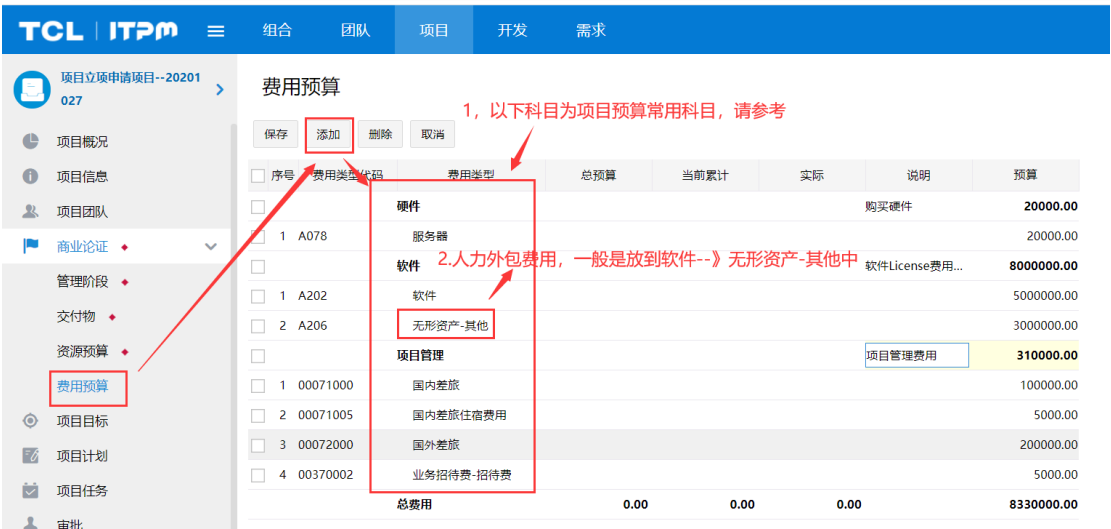 TCL ITPM 组合 团队 项目 开发 需求
项目立项申请项目--20201
027
项目概况
项目信息
项目团队
商业论证
管理阶段
交付物
资源预算
费用预算
项目目标
项目计划
项目任务
审批
费用预算
1，以下科目为项目预算常用科目，请参考
保存 添加 删除 取消
序号 费用类型代码 费用类型 总预算 当前累计 实际 说明 预算
硬件 购买硬件 20000.00
1 A078 服务器 20000.00
2.人力外包费用，一般是放到软件--》无形资产-其他中
软件 软件License费用... 8000000.00
1 A202 软件 5000000.00
2 A206 无形资产-其他 3000000.00
项目管理 项目管理费用 310000.00
1 00071000 国内差旅 100000.00
2 00071005 国内差旅住宿费用 5000.00
3 00072000 国外差旅 200000.00
4 00370002 业务招待费-招待费 5000.00
总费用 0.00 0.00 0.00 8330000.00